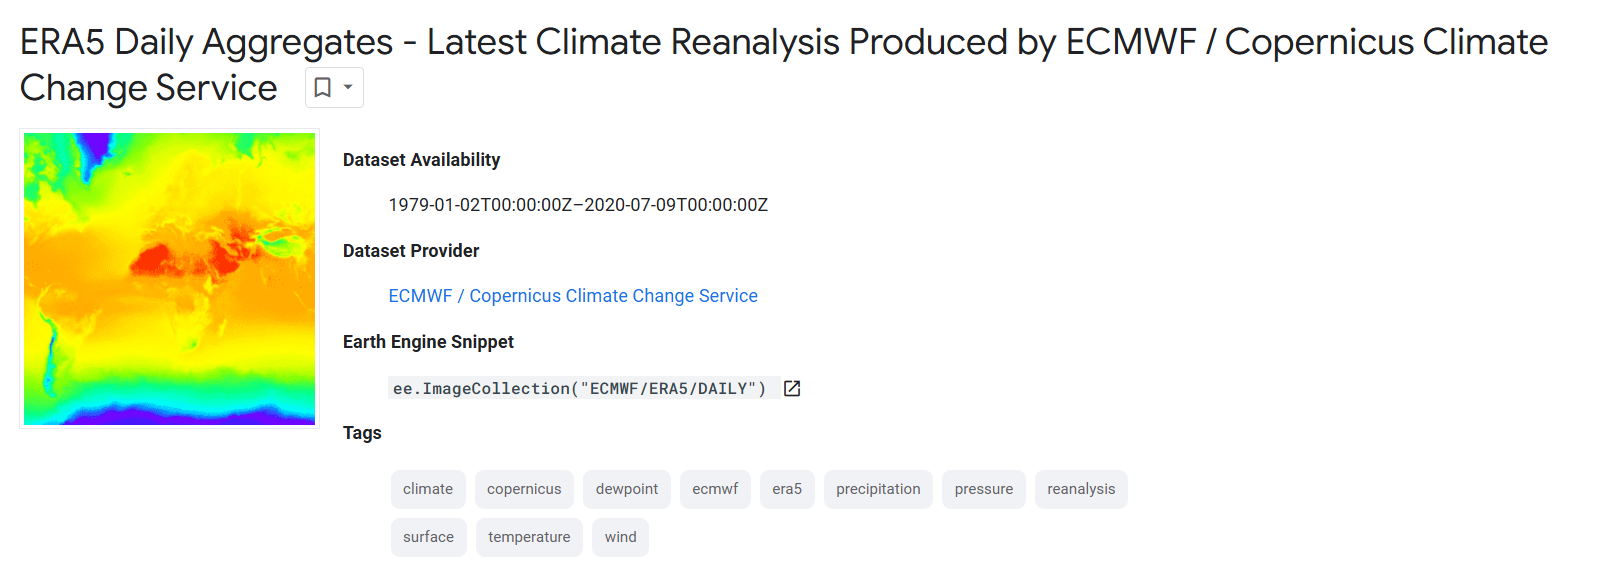 ERA5 Daily Aggregates - Latest Climate Reanalysis Produced by ECMWF / Copernicus Climate
Change Service
Dataset Availability
1979-01-02T00:00:00Z–2020-07-09T00:00:00Z
Dataset Provider
ECMWF / Copernicus Climate Change Service
Earth Engine Snippet
ee.ImageCollection("ECMWF/ERA5/DAILY")
Tags
climate copernicus dewpoint ecmwf era5 precipitation pressure reanalysis
surface temperature wind